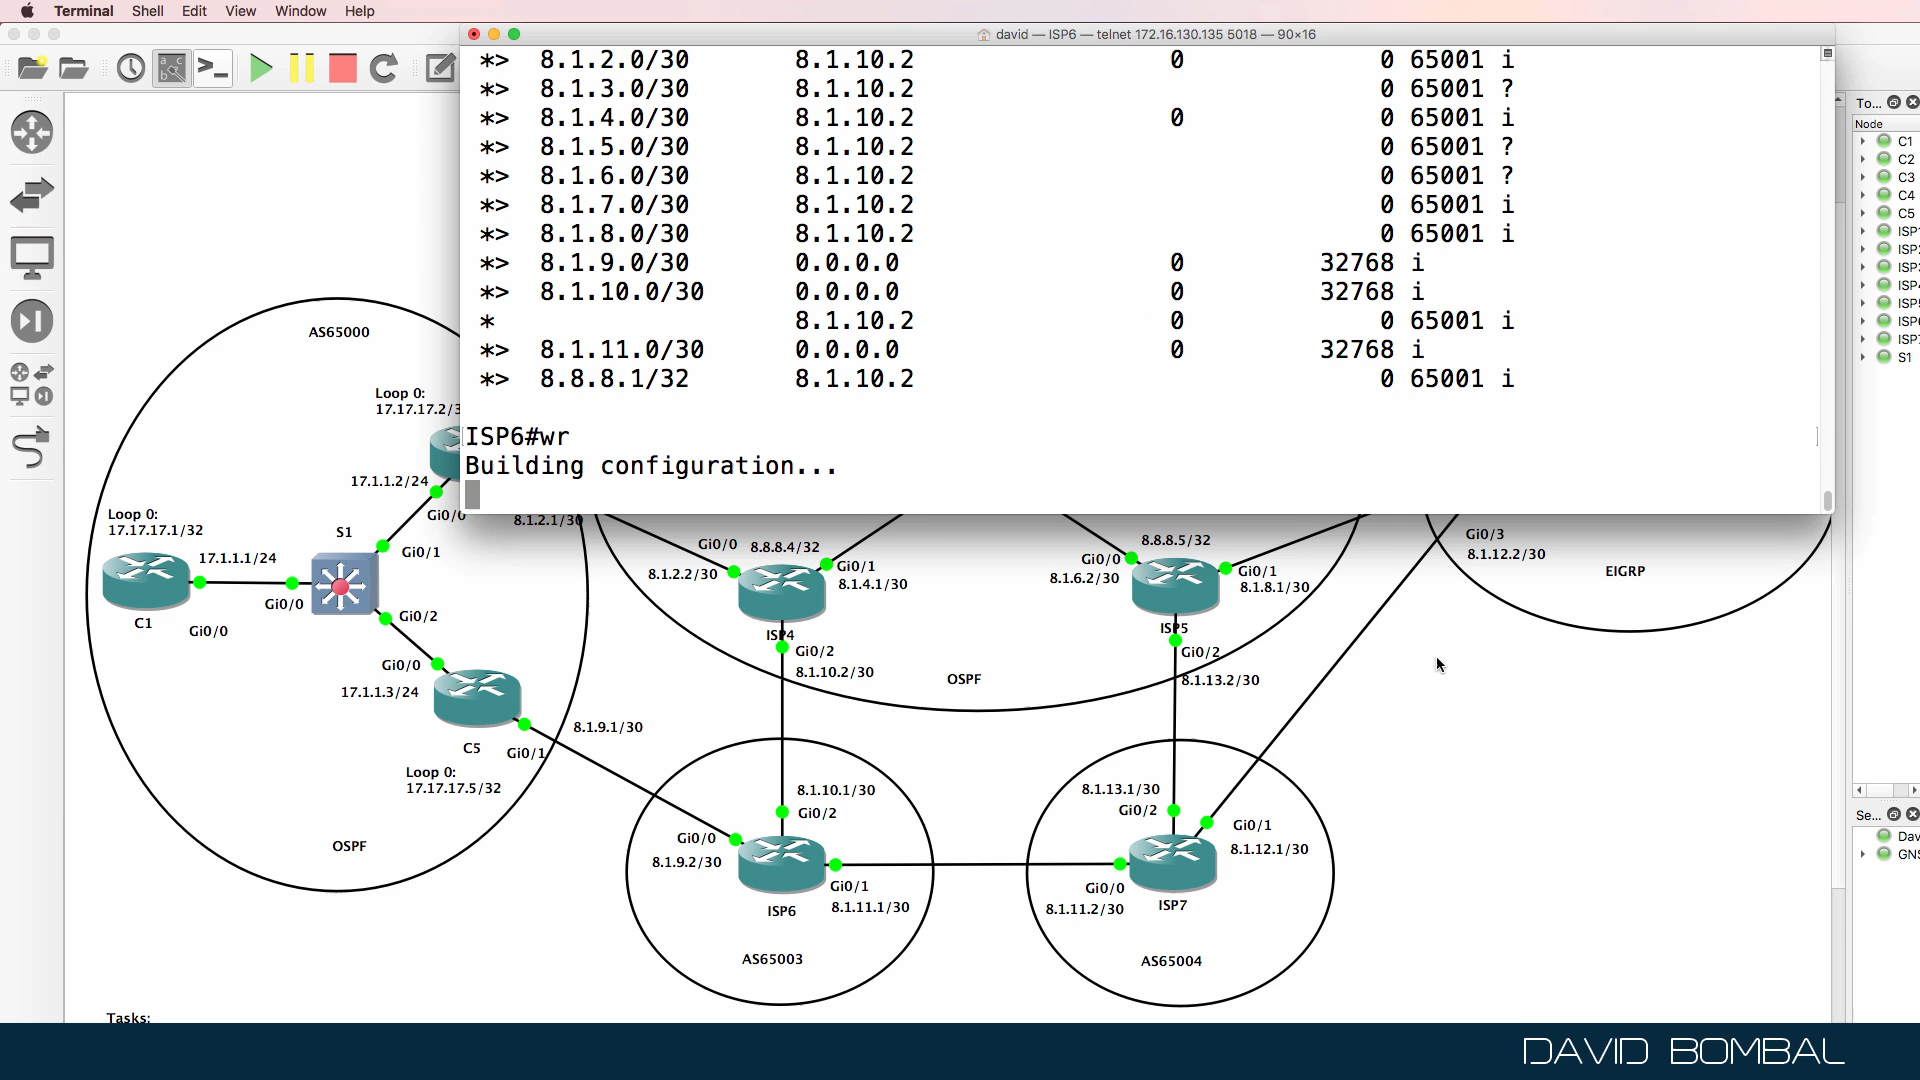 Terminal Shell Edit View Window Help
david — ISP6 — telnet 172.16.130.135 5018 — 90×16
*> 8.1.2.0/30 8.1.10.2 0 0 65001 i
*> 8.1.3.0/30 8.1.10.2 0 65001 ?
*> 8.1.4.0/30 8.1.10.2 0 0 65001 i
*> 8.1.5.0/30 8.1.10.2 0 65001 ?
*> 8.1.6.0/30 8.1.10.2 0 65001 ?
*> 8.1.7.0/30 8.1.10.2 0 65001 i
*> 8.1.8.0/30 8.1.10.2 0 65001 i
*> 8.1.9.0/30 0.0.0.0 0 32768 i
*> 8.1.10.0/30 0.0.0.0 0 32768 i
* 8.1.10.2 0 0 65001 i
*> 8.1.11.0/30 0.0.0.0 0 32768 i
*> 8.8.8.1/32 8.1.10.2 0 65001 i
ISP6#wr
Building configuration...
To...
Node
C1
C2
C3
C4
C5
ISP
ISP
ISP
ISP
ISP
ISP
ISP
S1
Se...
Dav
GNS
AS65000
Loop 0:
17.17.17.2/3
17.1.1.2/24
Gi0/0
8.1.2.1/30
Loop 0:
17.17.17.1/32
S1
17.1.1.1/24
Gi0/1
Gi0/0
Gi0/2
C1
Gi0/0
Gi0/0
17.1.1.3/24
C5
Gi0/1
8.1.9.1/30
Loop 0:
17.17.17.5/32
OSPF
Gi0/0
8.8.8.4/32
8.1.2.2/30
Gi0/1
8.1.4.1/30
ISP4
Gi0/2
8.1.10.2/30
OSPF
8.8.8.5/32
Gi0/0
8.1.6.2/30
Gi0/1
8.1.8.1/30
ISP5
Gi0/2
8.1.13.2/30
Gi0/3
8.1.12.2/30
EIGRP
8.1.10.1/30
Gi0/2
Gi0/0
8.1.9.2/30
Gi0/1
ISP6
8.1.11.1/30
AS65003
8.1.13.1/30
Gi0/2
Gi0/1
8.1.12.1/30
Gi0/0
8.1.11.2/30
ISP7
AS65004
Tasks:
DAVID BOMBAL